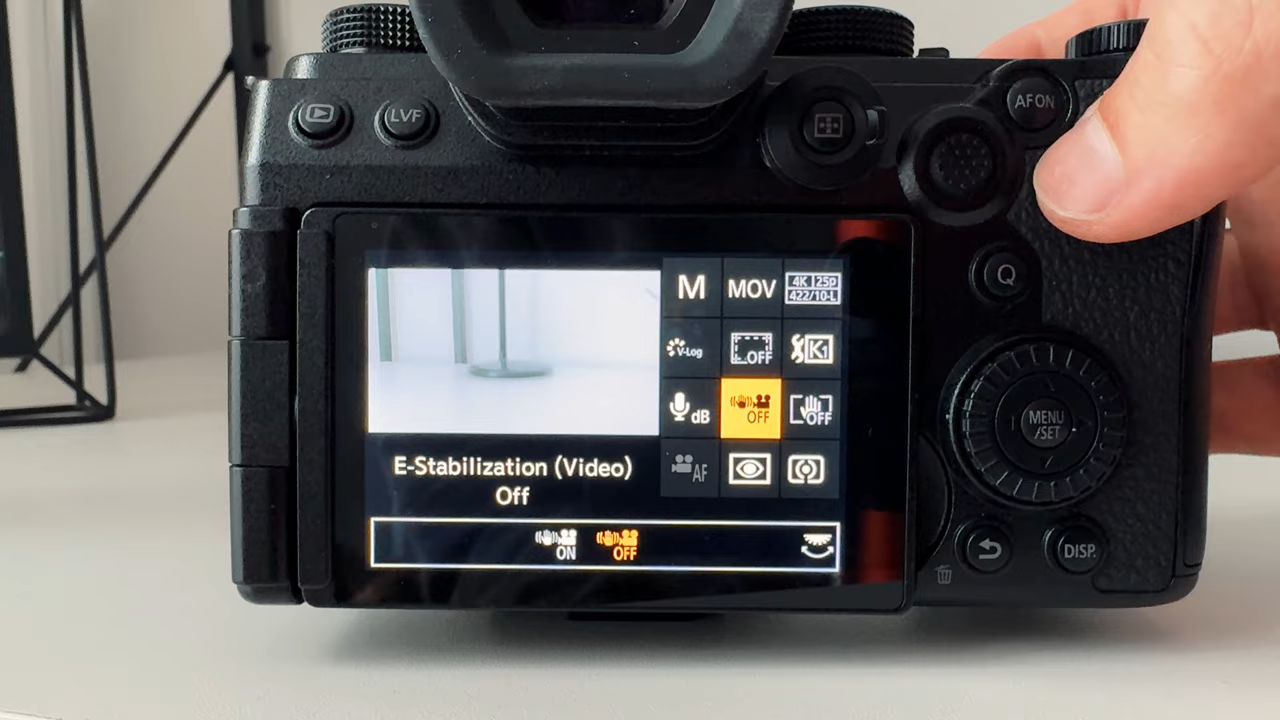 LVF
AF ON
Q
M MOV 4K 25p
422/10-L
V-Log OFF K1
dB OFF OFF
AF
E-Stabilization (Video)
Off
ON OFF
MENU
/SET
DISP.